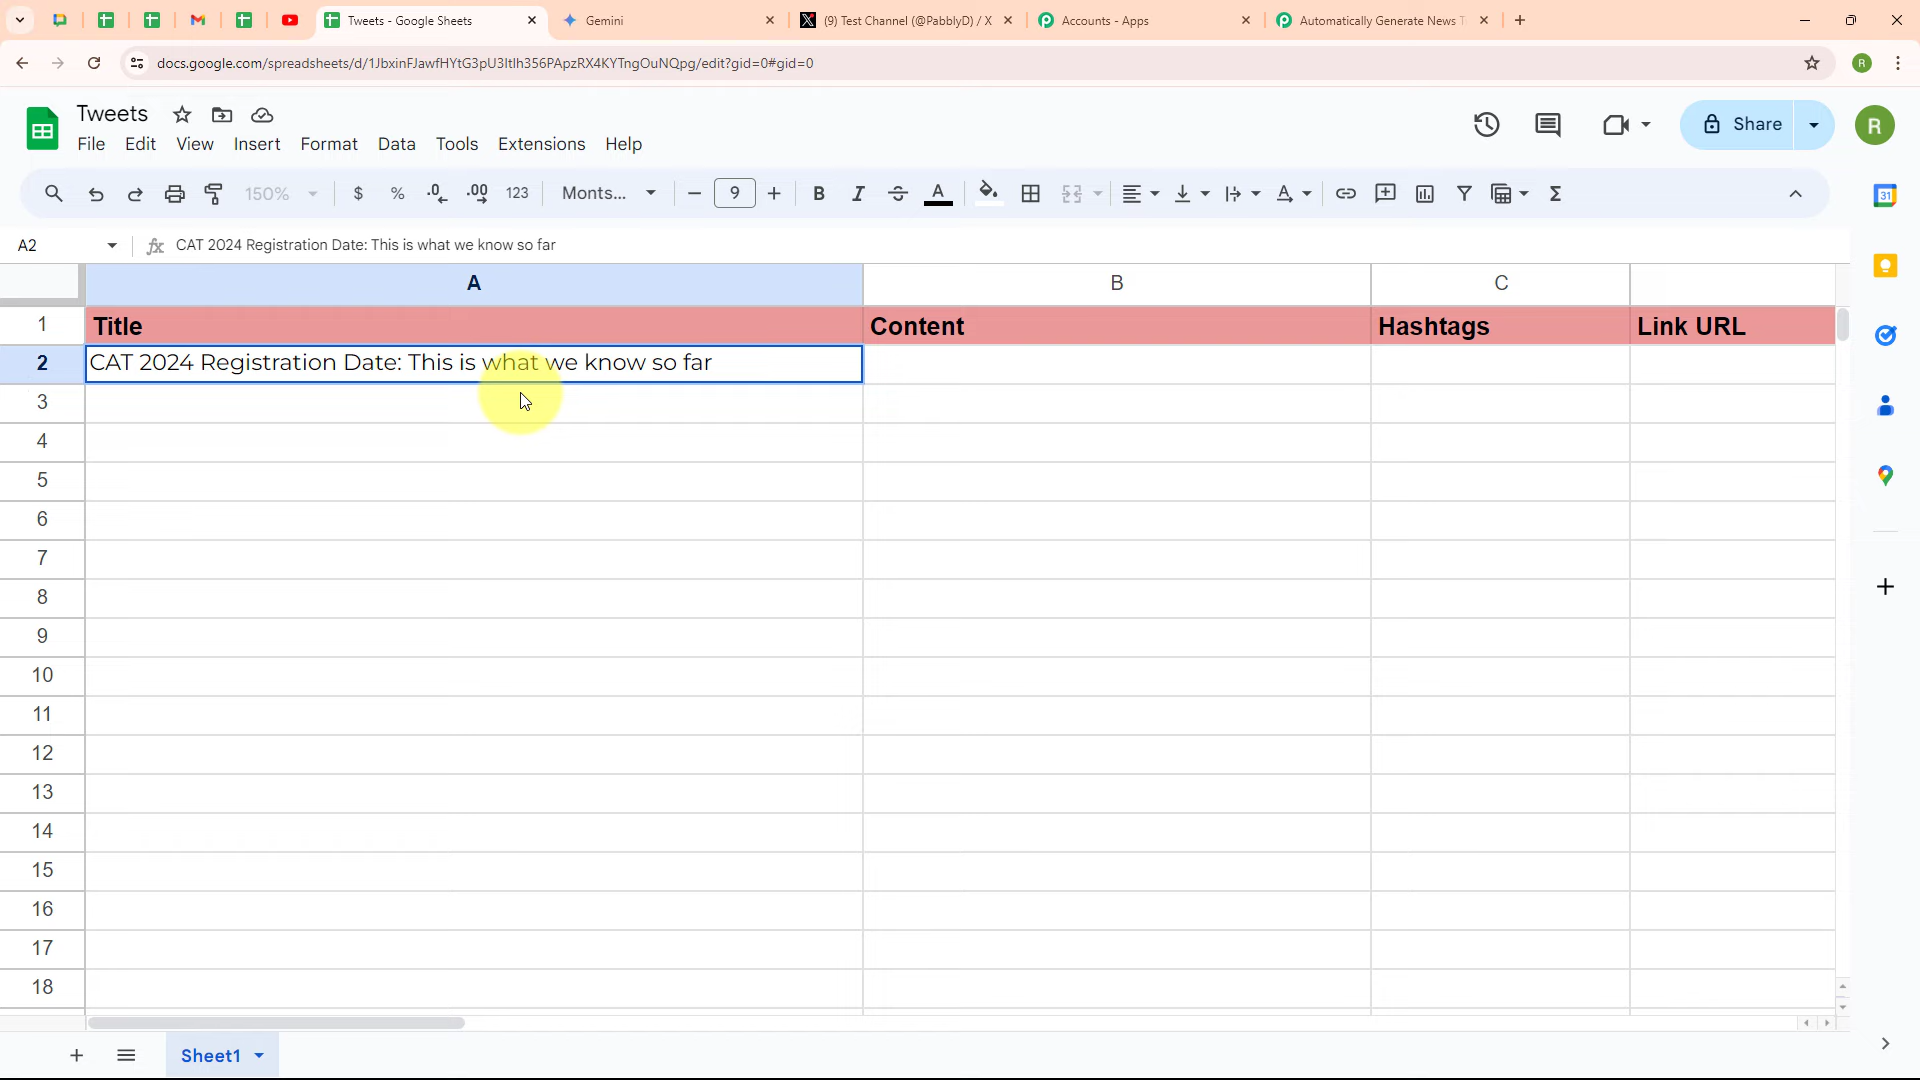 Tweets - Google Sheets
Gemini
(9) Test Channel (@PabblyD) / X
Accounts - Apps
Automatically Generate News T
docs.google.com/spreadsheets/d/1JbxinFJawfHYtG3pU3ItIh356PApzRX4KYTngOuNQpg/edit?gid=0#gid=0
R
Tweets
File Edit View Insert Format Data Tools Extensions Help
Share
R
150%
$ % .0 .00 123
Monts...
9
B I A
Σ
31
A2
fx CAT 2024 Registration Date: This is what we know so far
A B C
1 Title Content Hashtags Link URL
2 CAT 2024 Registration Date: This is what we know so far
3
4
5
6
7
8
9
10
11
12
13
14
15
16
17
18
Sheet1